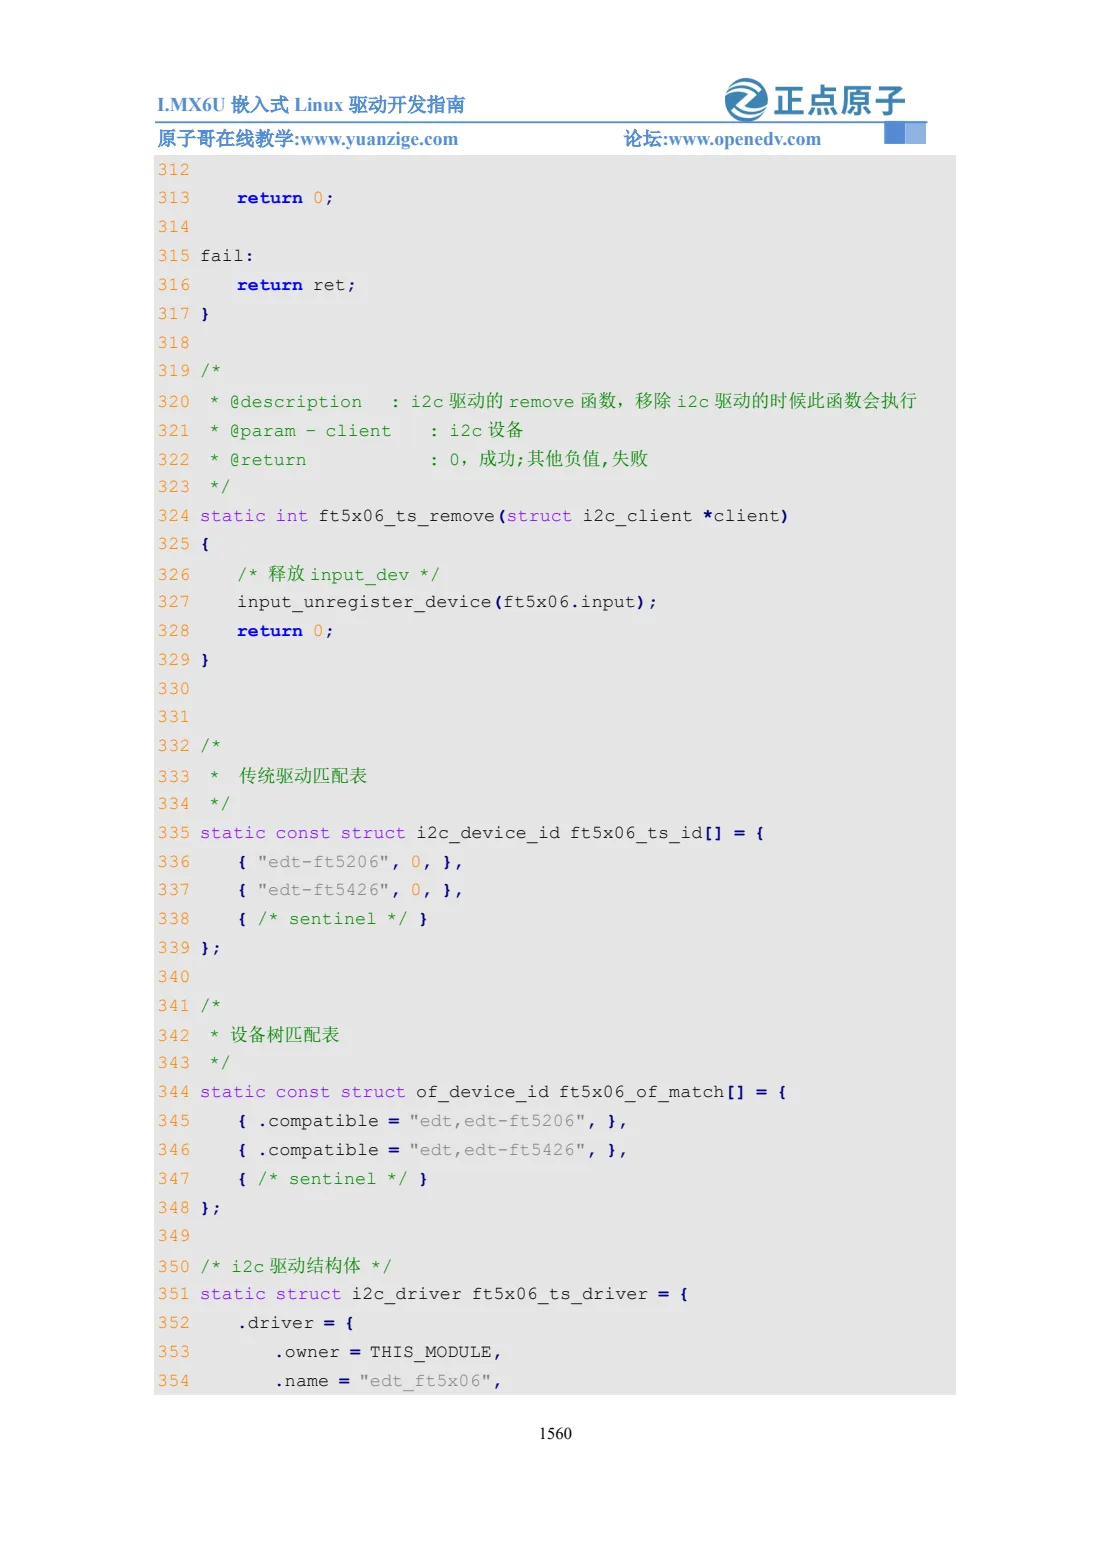 I.MX6U 嵌入式 Linux 驱动开发指南
正点原子
原子哥在线教学:www.yuanzige.com 论坛:www.openedv.com
312
313     return 0;
314
315 fail:
316     return ret;
317 }
318
319 /*
320  * @description   : i2c 驱动的 remove 函数，移除 i2c 驱动的时候此函数会执行
321  * @param - client    : i2c 设备
322  * @return             : 0，成功;其他负值,失败
323  */
324 static int ft5x06_ts_remove(struct i2c_client *client)
325 {
326     /* 释放 input_dev */
327     input_unregister_device(ft5x06.input);
328     return 0;
329 }
330
331
332 /*
333  *  传统驱动匹配表
334  */
335 static const struct i2c_device_id ft5x06_ts_id[] = {
336     { "edt-ft5206", 0, },
337     { "edt-ft5426", 0, },
338     { /* sentinel */ }
339 };
340
341 /*
342  * 设备树匹配表
343  */
344 static const struct of_device_id ft5x06_of_match[] = {
345     { .compatible = "edt,edt-ft5206", },
346     { .compatible = "edt,edt-ft5426", },
347     { /* sentinel */ }
348 };
349
350 /* i2c 驱动结构体 */
351 static struct i2c_driver ft5x06_ts_driver = {
352     .driver = {
353         .owner = THIS_MODULE,
354         .name = "edt_ft5x06",
1560